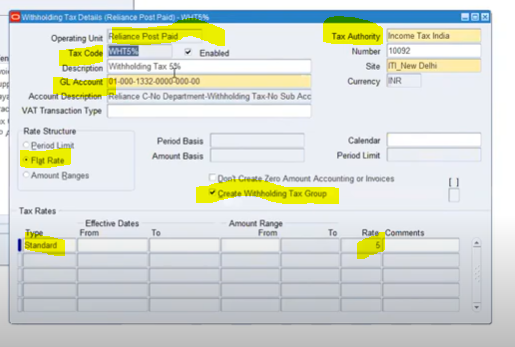 Withholding Tax Details (Reliance Post Paid) - WHT5%
Operating Unit Reliance Post Paid Tax Authority Income Tax India
Tax Code WHT5% Enabled Number 10092
Description Withholding Tax 5% Site ITI_New Delhi
GL Account 01-000-1332-0000-000-00 Currency INR
Account Description Reliance C-No Department-Withholding Tax-No Sub Acc
VAT Transaction Type
Rate Structure
Period Limit Period Basis Calendar
Flat Rate Amount Basis Period Limit
Amount Ranges Don't Create Zero Amount Accounting or Invoices
Create Withholding Tax Group [ ]
Tax Rates
Effective Dates Amount Range
Type From To From To Rate Comments
Standard 5